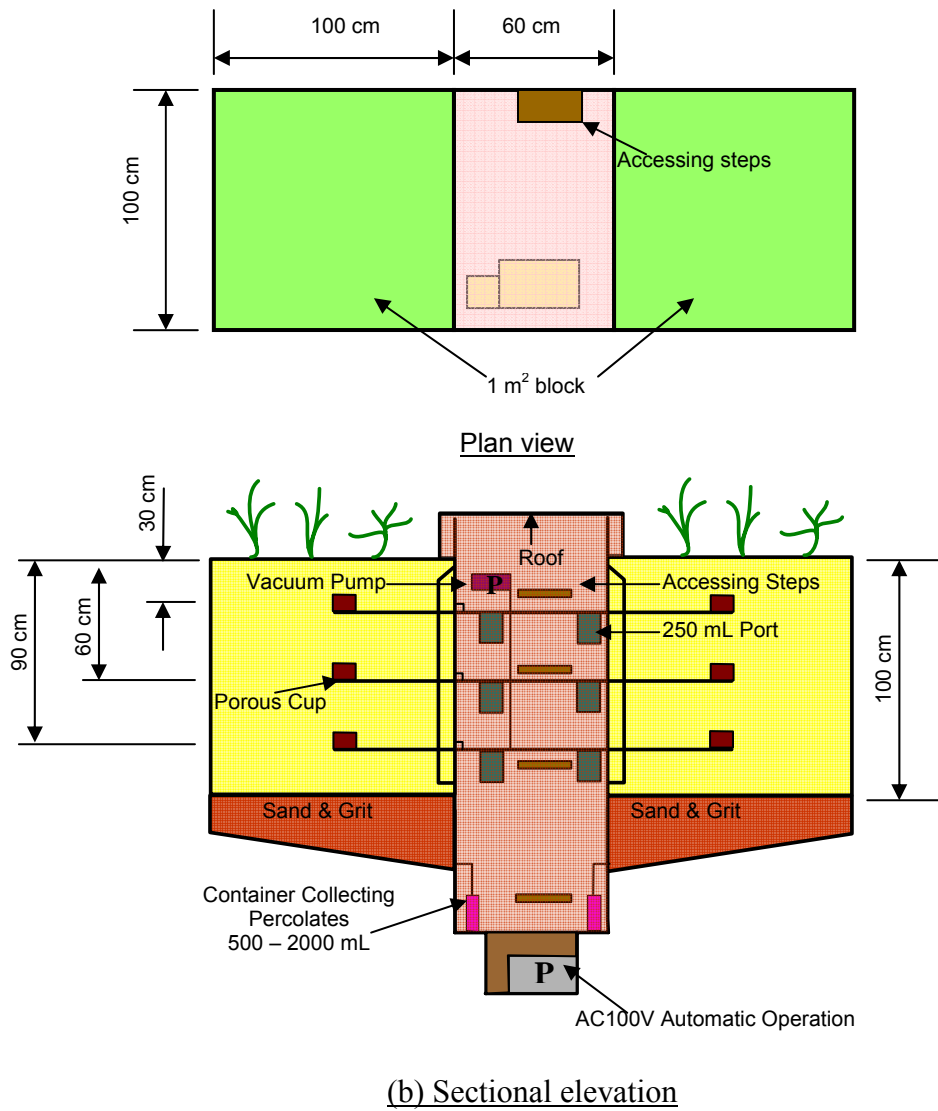 100 cm
60 cm
100 cm
Accessing steps
1 m² block
Plan view
30 cm
Roof
Vacuum Pump
P
Accessing Steps
90 cm
60 cm
250 mL Port
100 cm
Porous Cup
Sand & Grit
Sand & Grit
Container Collecting
Percolates
500 – 2000 mL
P
AC100V Automatic Operation
(b) Sectional elevation